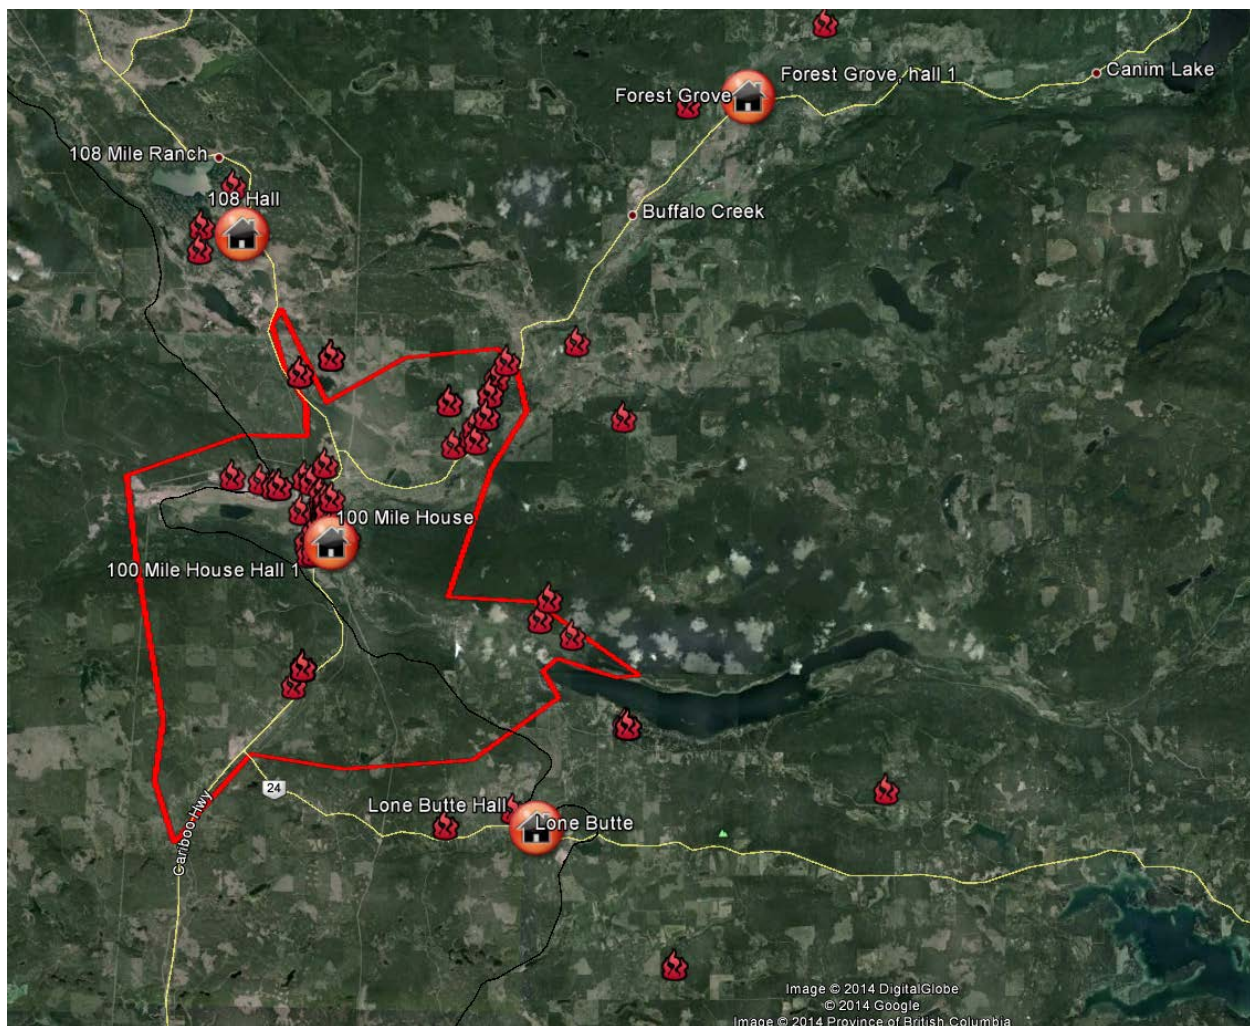 Forest Grove, hall 1
Canim Lake
Forest Grove
108 Mile Ranch
108 Hall
Buffalo Creek
100 Mile House
100 Mile House Hall 1
24
Cariboo Hwy
Lone Butte Hall
Lone Butte
Image © 2014 DigitalGlobe
© 2014 Google
Image © 2014 Province of British Columbia